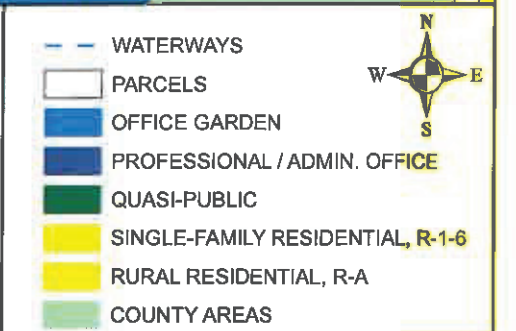 N
WATERWAYS
W E
PARCELS
OFFICE GARDEN
S
PROFESSIONAL / ADMIN. OFFICE
QUASI-PUBLIC
SINGLE-FAMILY RESIDENTIAL, R-1-6
RURAL RESIDENTIAL, R-A
COUNTY AREAS